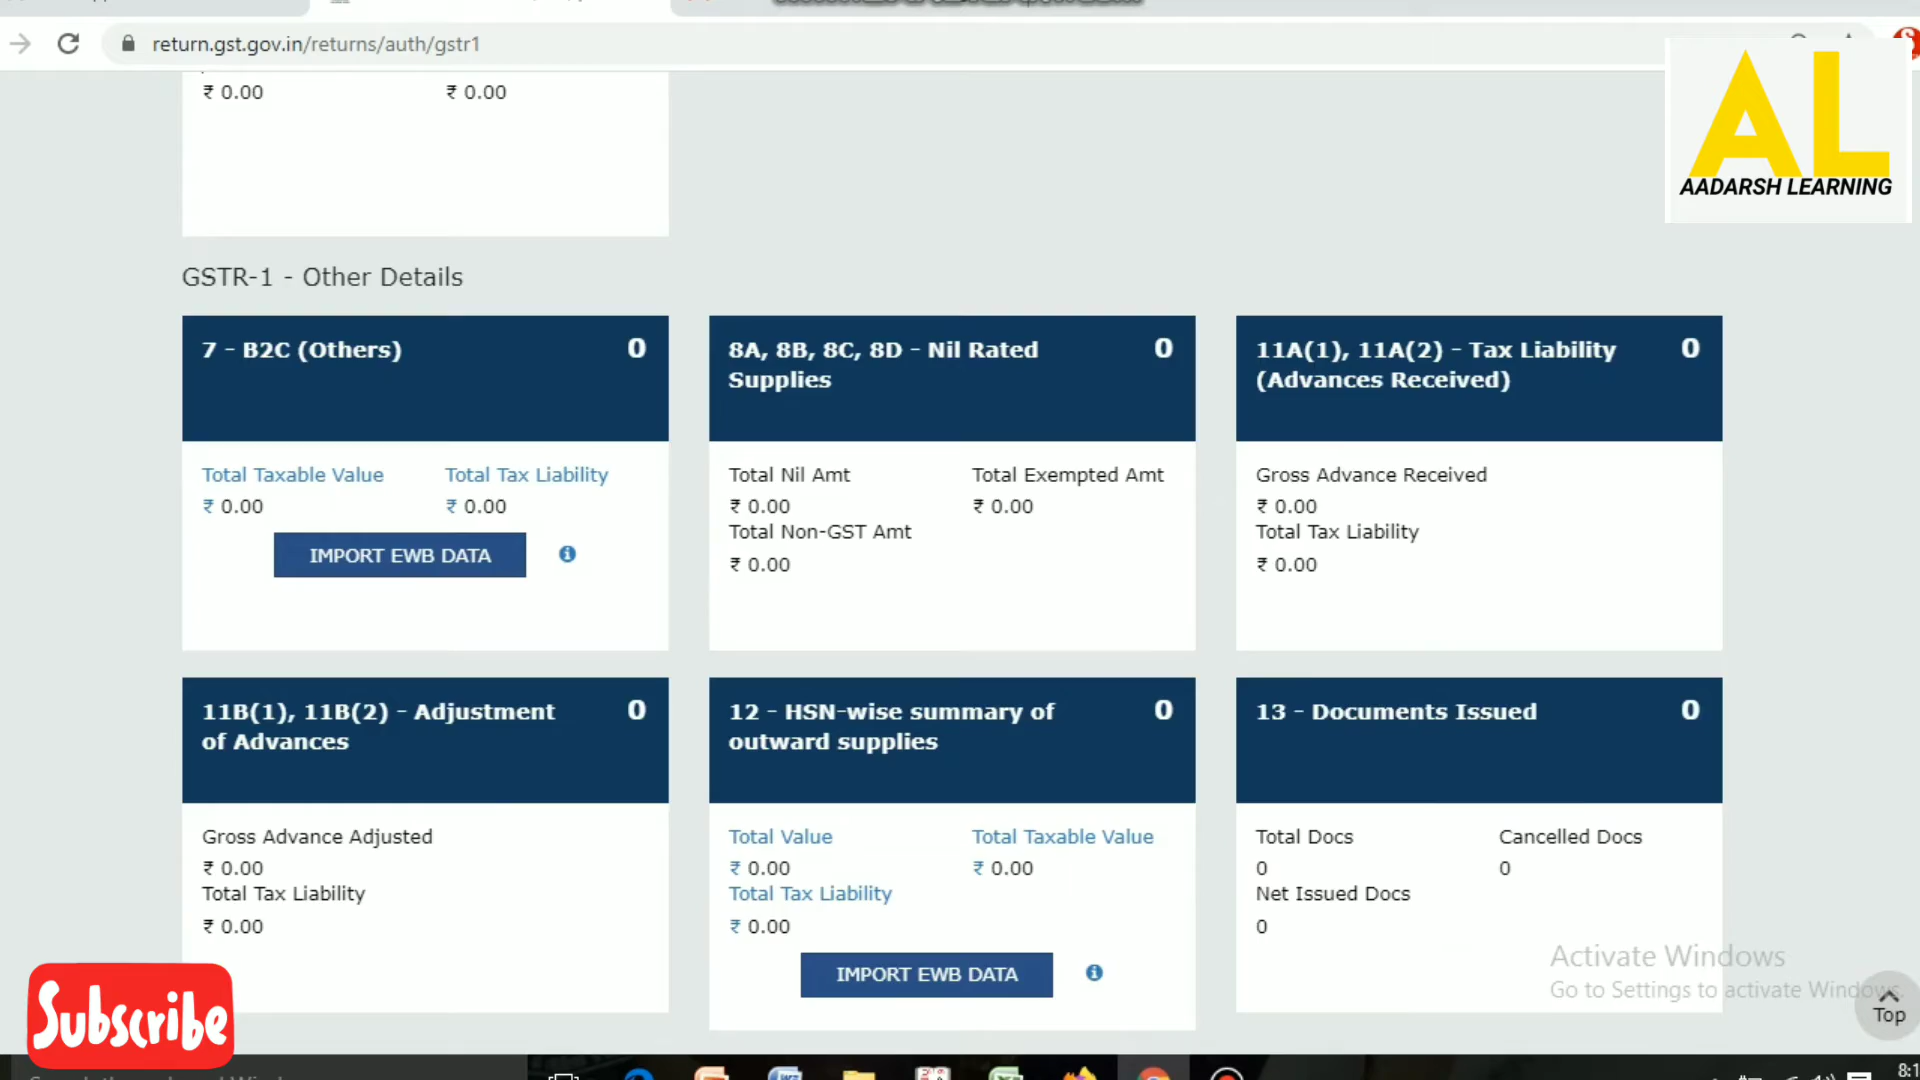 return.gst.gov.in/returns/auth/gstr1
AL
AADARSH LEARNING
₹ 0.00 ₹ 0.00
GSTR-1 - Other Details
7 - B2C (Others) 0
Total Taxable Value Total Tax Liability
₹ 0.00 ₹ 0.00
IMPORT EWB DATA
8A, 8B, 8C, 8D - Nil Rated 0
Supplies
Total Nil Amt Total Exempted Amt
₹ 0.00 ₹ 0.00
Total Non-GST Amt
₹ 0.00
11A(1), 11A(2) - Tax Liability 0
(Advances Received)
Gross Advance Received
₹ 0.00
Total Tax Liability
₹ 0.00
11B(1), 11B(2) - Adjustment 0
of Advances
Gross Advance Adjusted
₹ 0.00
Total Tax Liability
₹ 0.00
12 - HSN-wise summary of 0
outward supplies
Total Value Total Taxable Value
₹ 0.00 ₹ 0.00
Total Tax Liability
₹ 0.00
IMPORT EWB DATA
13 - Documents Issued 0
Total Docs Cancelled Docs
0 0
Net Issued Docs
0
Activate Windows
Go to Settings to activate Windows.
Top
Subscribe